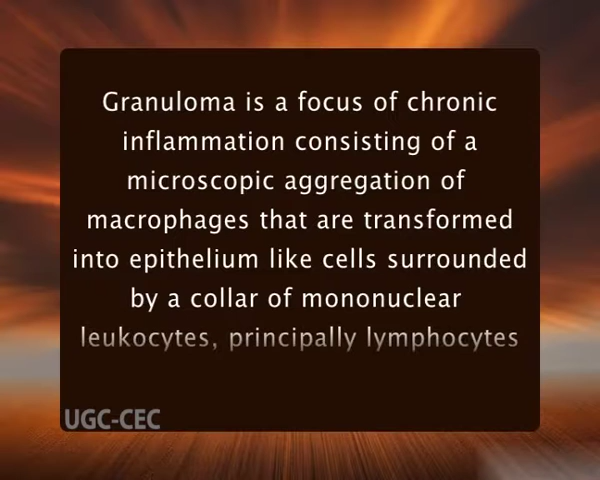 Granuloma is a focus of chronic
inflammation consisting of a
microscopic aggregation of
macrophages that are transformed
into epithelium like cells surrounded
by a collar of mononuclear
leukocytes, principally lymphocytes
UGC-CEC